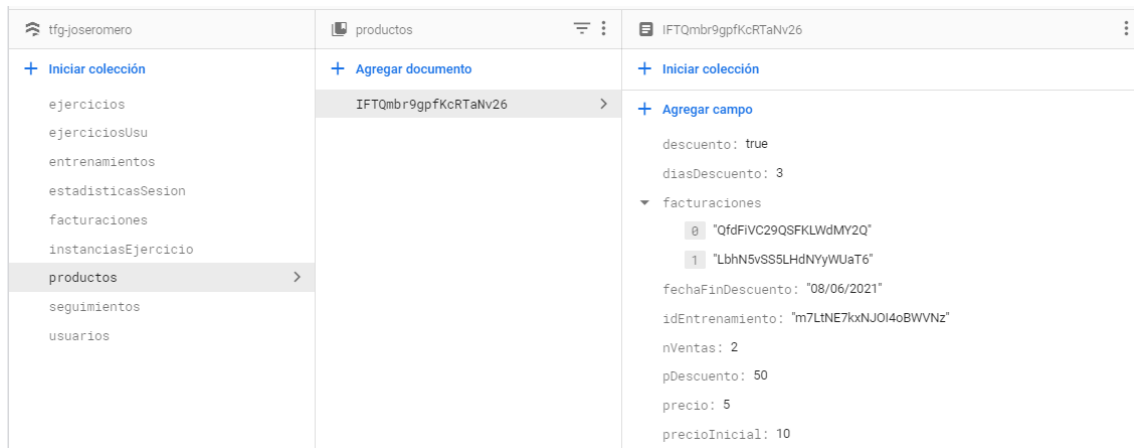 tfg-joseromero
Iniciar colección
ejercicios
ejerciciosUsu
entrenamientos
estadisticasSesion
facturaciones
instanciasEjercicio
productos
seguimientos
usuarios
productos
Agregar documento
IFTQmbr9gpfKcRTaNv26
IFTQmbr9gpfKcRTaNv26
Iniciar colección
Agregar campo
descuento: true
diasDescuento: 3
facturaciones
0 "QfdFiVC29QSFKLWdMY2Q"
1 "LbhN5vSS5LHdNYyWUaT6"
fechaFinDescuento: "08/06/2021"
idEntrenamiento: "m7LtNE7kxNJOI4oBWVNz"
nVentas: 2
pDescuento: 50
precio: 5
precioInicial: 10